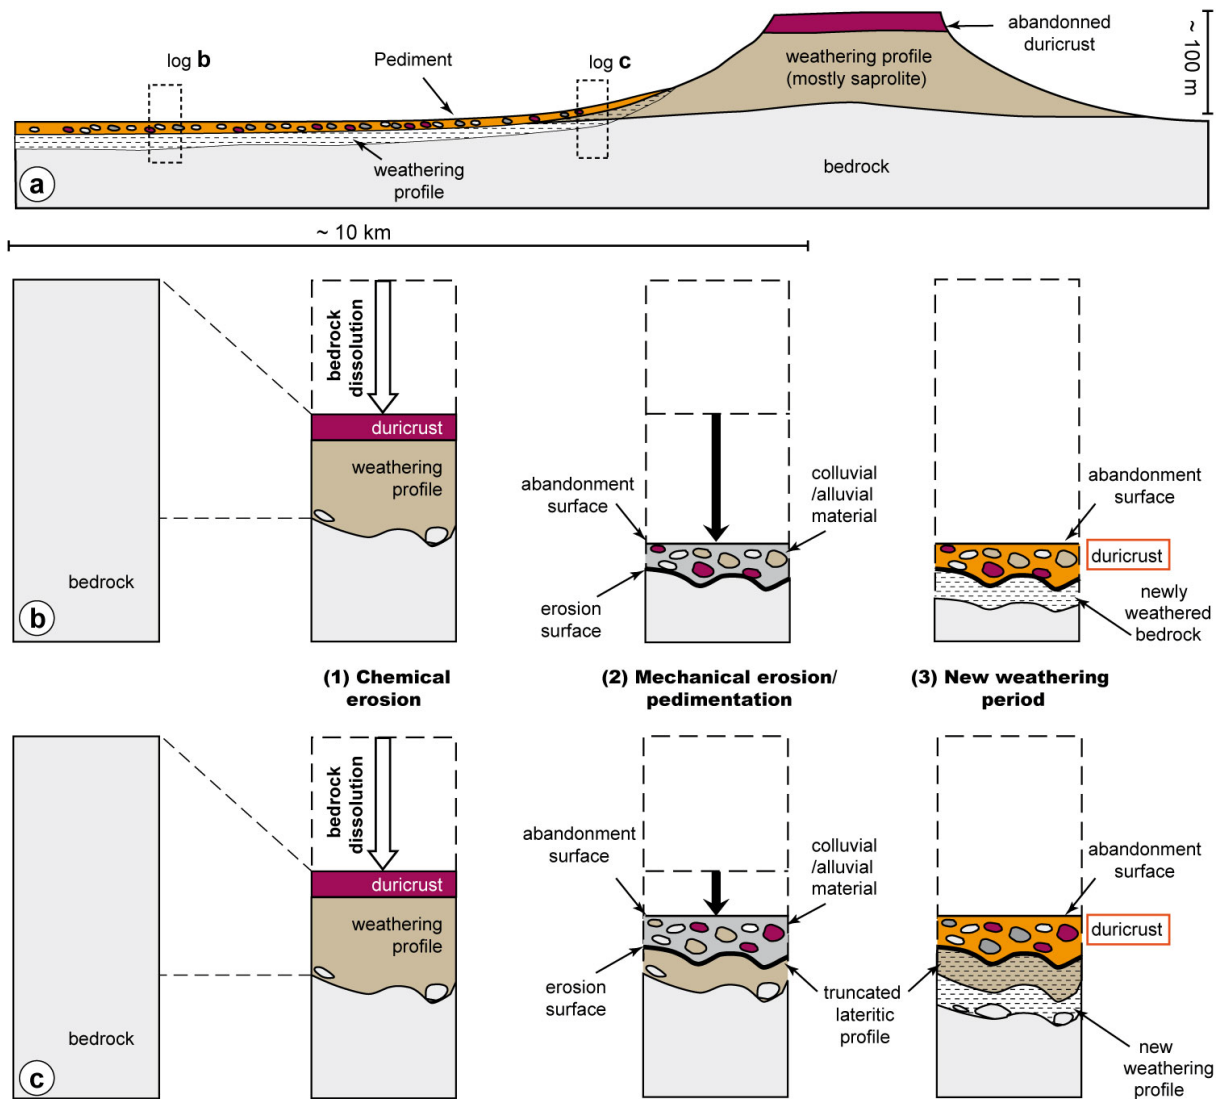 abandonned
duricrust
~ 100 m
log b
Pediment
log c
weathering profile
(mostly saprolite)
weathering
profile
bedrock
a
~ 10 km
bedrock
dissolution
duricrust
weathering
profile
bedrock
b
abandonment
surface
colluvial
/alluvial
material
erosion
surface
abandonment
surface
duricrust
newly
weathered
bedrock
(1) Chemical
erosion
(2) Mechanical erosion/
pedimentation
(3) New weathering
period
bedrock
dissolution
duricrust
weathering
profile
bedrock
c
abandonment
surface
colluvial
/alluvial
material
erosion
surface
truncated
lateritic
profile
abandonment
surface
duricrust
new
weathering
profile